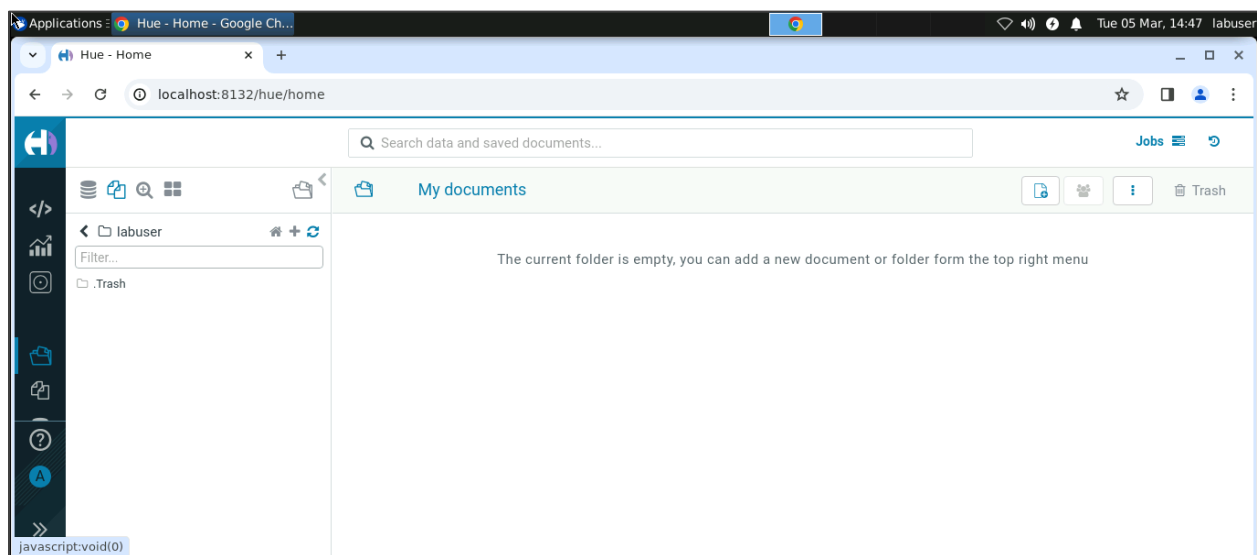 Applications : Hue - Home - Google Ch... Tue 05 Mar, 14:47 labuser
Hue - Home
localhost:8132/hue/home
Search data and saved documents...
Jobs
My documents
Trash
labuser
Filter...
The current folder is empty, you can add a new document or folder form the top right menu
.Trash
A
javascript:void(0)